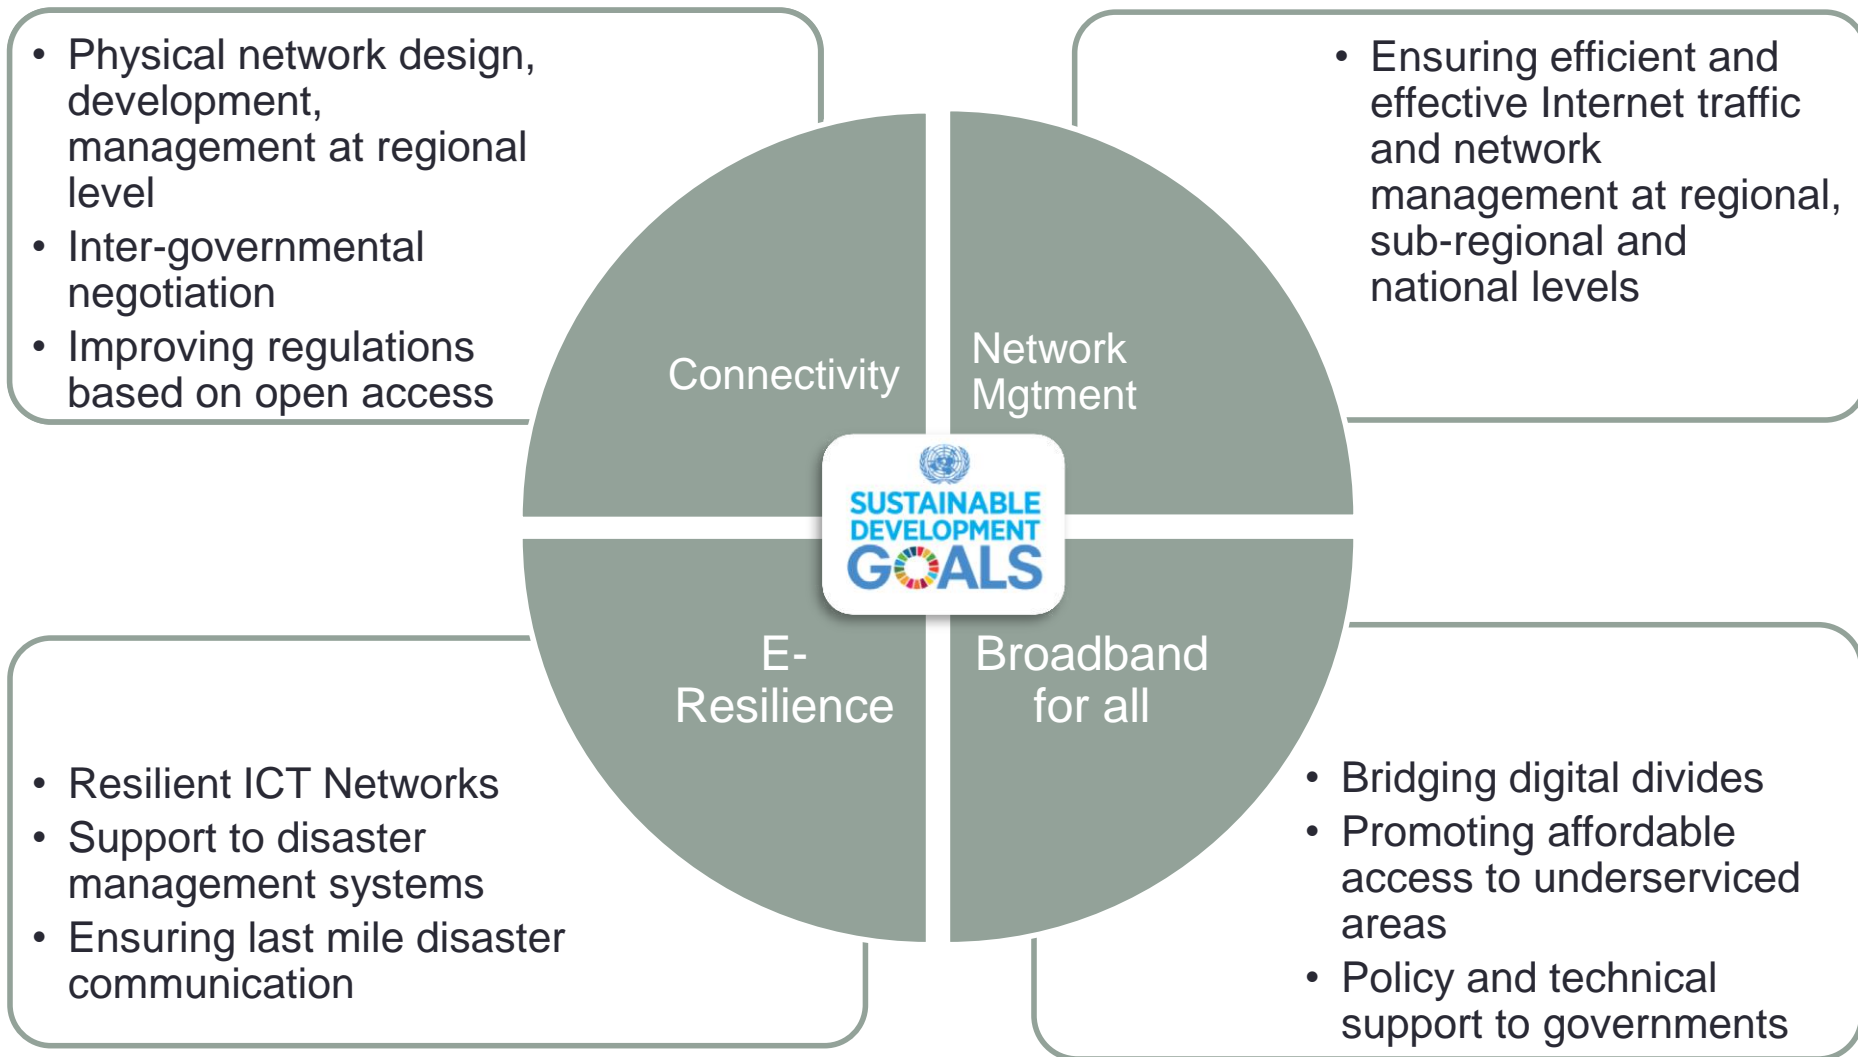 • Physical network design,
development,
management at regional
level
• Inter-governmental
negotiation
• Improving regulations
based on open access
• Ensuring efficient and
effective Internet traffic
and network
management at regional,
sub-regional and
national levels
Connectivity
Network
Mgtment
SUSTAINABLE
DEVELOPMENT
GOALS
E-
Resilience
Broadband
for all
• Resilient ICT Networks
• Support to disaster
management systems
• Ensuring last mile disaster
communication
• Bridging digital divides
• Promoting affordable
access to underserviced
areas
• Policy and technical
support to governments